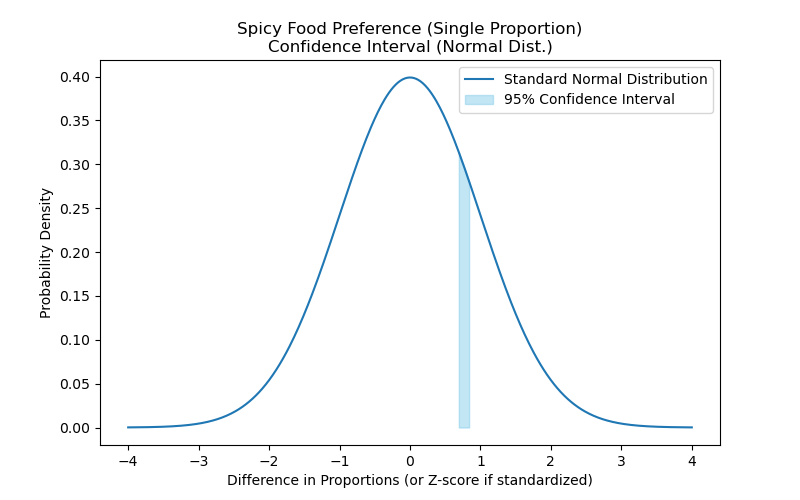 Spicy Food Preference (Single Proportion)
Confidence Interval (Normal Dist.)
Standard Normal Distribution
95% Confidence Interval
0.40
0.35
0.30
0.25
0.20
0.15
0.10
0.05
0.00
Probability Density
−4 −3 −2 −1 0 1 2 3 4
Difference in Proportions (or Z-score if standardized)